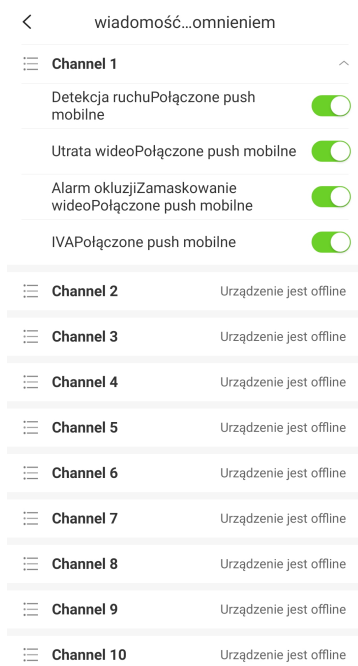 wiadomość...omnieniem
Channel 1
Detekcja ruchuPołączone push
mobilne
Utrata wideoPołączone push mobilne
Alarm okluzjiZamaskowanie
wideoPołączone push mobilne
IVAPołączone push mobilne
Channel 2 Urządzenie jest offline
Channel 3 Urządzenie jest offline
Channel 4 Urządzenie jest offline
Channel 5 Urządzenie jest offline
Channel 6 Urządzenie jest offline
Channel 7 Urządzenie jest offline
Channel 8 Urządzenie jest offline
Channel 9 Urządzenie jest offline
Channel 10 Urządzenie jest offline